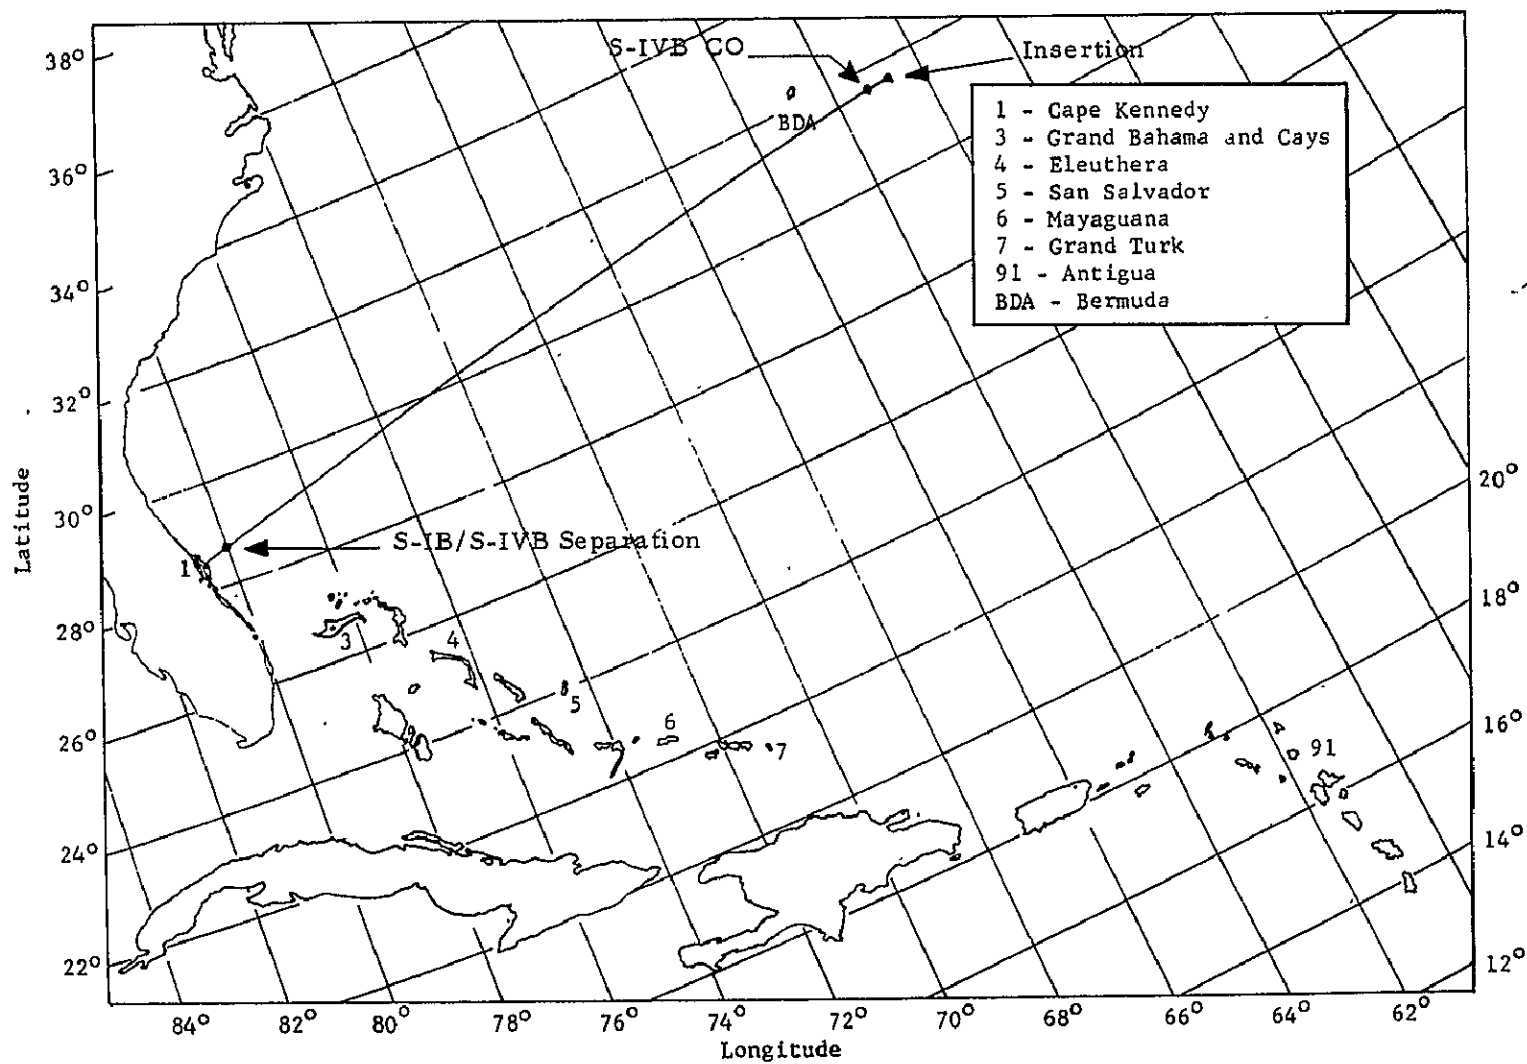 S-IVB CO
Insertion
BDA
1 - Cape Kennedy
3 - Grand Bahama and Cays
4 - Eleuthera
5 - San Salvador
6 - Mayaguana
7 - Grand Turk
91 - Antigua
BDA - Bermuda
38°
36°
34°
32°
30°
28°
26°
24°
22°
Latitude
S-IB/S-IVB Separation
1
3
4
5
6
7
91
20°
18°
16°
14°
12°
84° 82° 80° 78° 76° 74° 72° 70° 68° 66° 64° 62°
Longitude